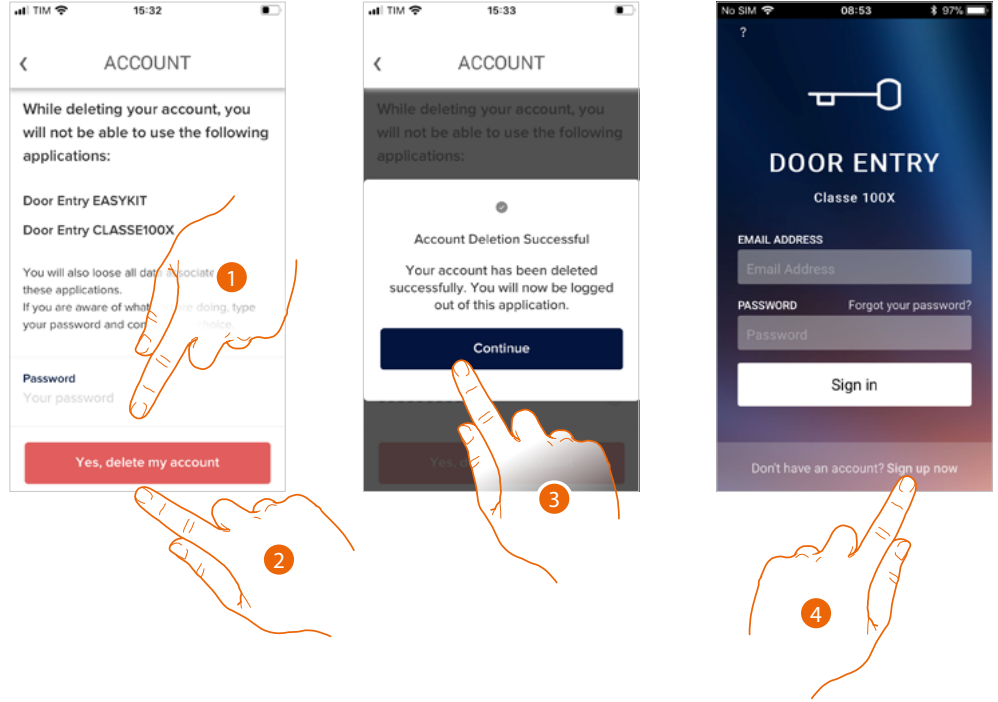 TIM 15:32
ACCOUNT
While deleting your account, you
will not be able to use the following
applications:
Door Entry EASYKIT
Door Entry CLASSE100X
You will also loose all data associate
these applications.
If you are aware of what doing, type
your password and con choice.
Password
Your password
Yes, delete my account
1
2
TIM 15:33
ACCOUNT
While deleting your account, you
will not be able to use the following
applications:
Account Deletion Successful
Your account has been deleted
successfully. You will now be logged
out of this application.
Continue
Yes, d
3
No SIM 08:53 97%
?
DOOR ENTRY
Classe 100X
EMAIL ADDRESS
Email Address
PASSWORD Forgot your password?
Password
Sign in
Don't have an account? Sign up now
4